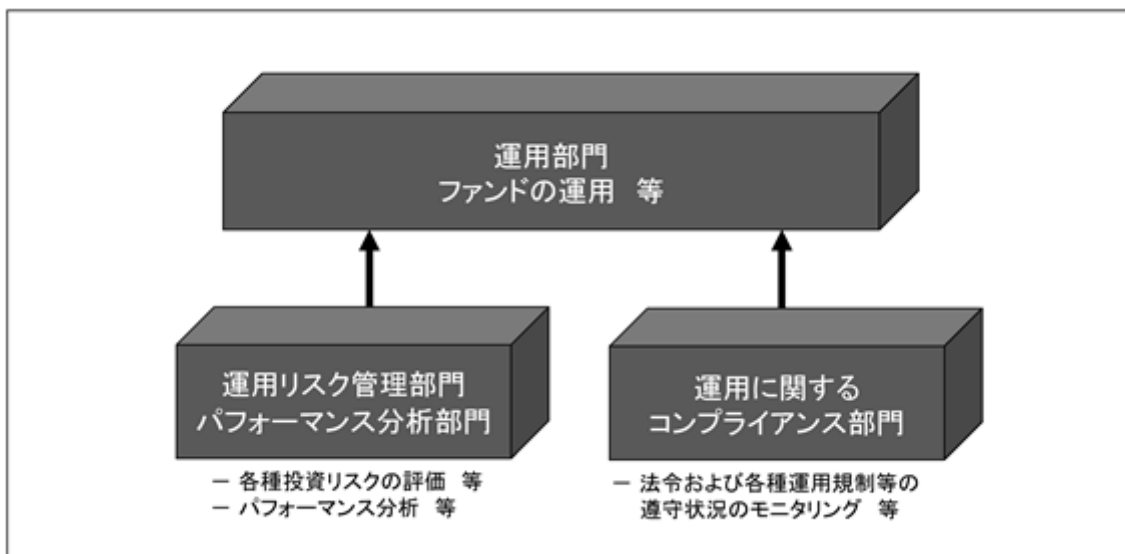 運用部門
ファンドの運用 等
運用リスク管理部門
パフォーマンス分析部門
運用に関する
コンプライアンス部門
－ 各種投資リスクの評価 等
－ パフォーマンス分析 等
－ 法令および各種運用規制等の
遵守状況のモニタリング 等